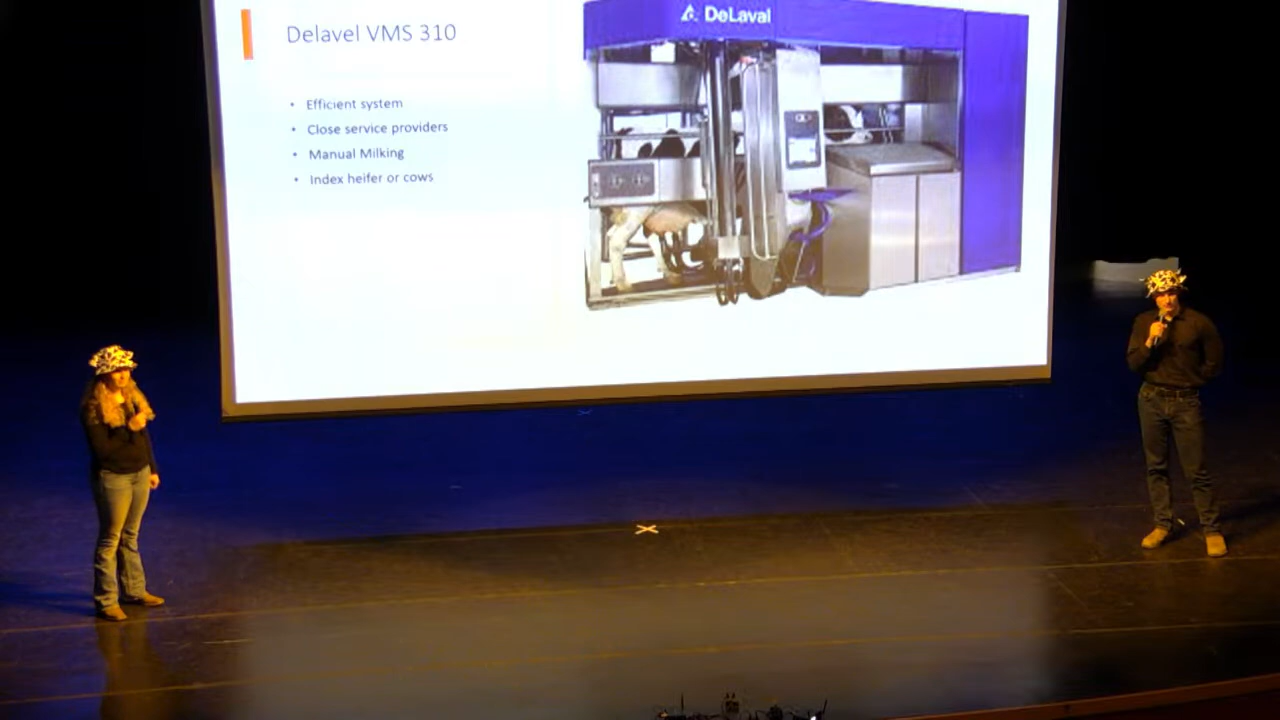 Delavel VMS 310
• Efficient system
• Close service providers
• Manual Milking
• Index heifer or cows
DeLaval